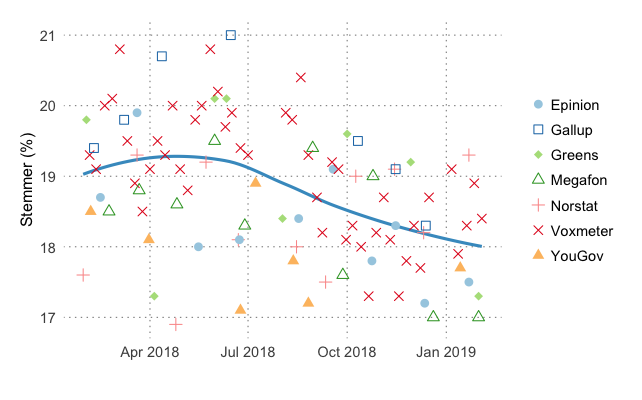 Stemmer (%)
21
20
19
18
17
Apr 2018
Jul 2018
Oct 2018
Jan 2019
Epinion
Gallup
Greens
Megafon
Norstat
Voxmeter
YouGov